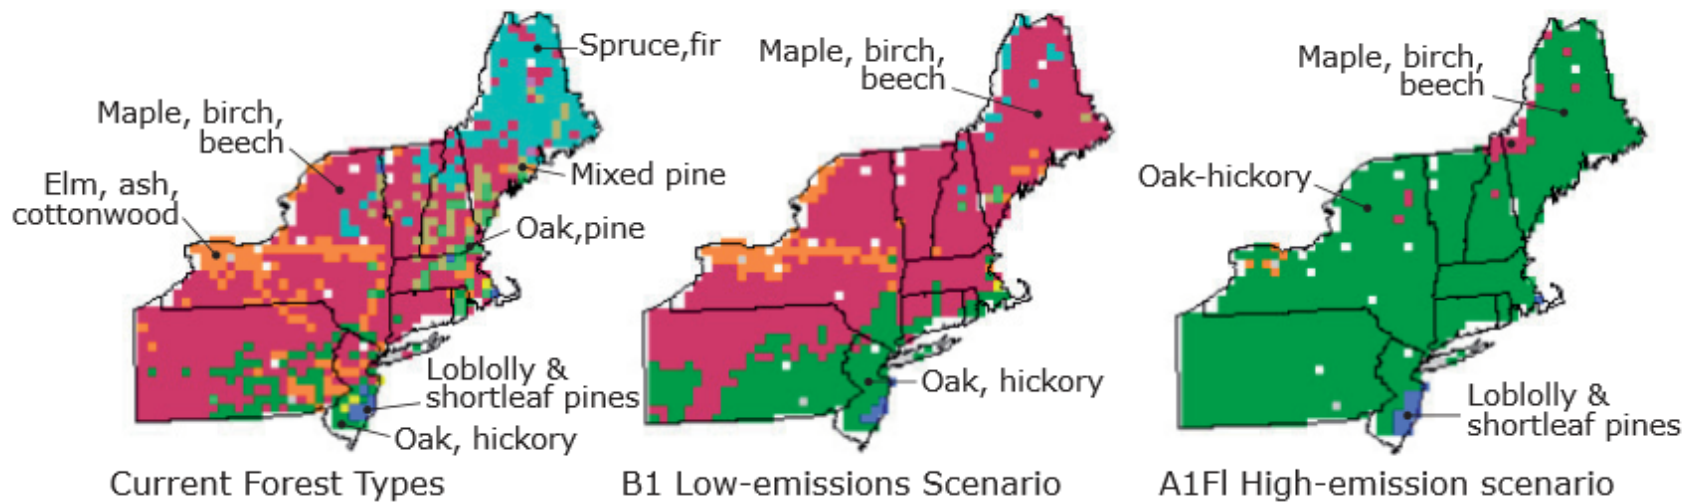 Spruce,fir
Maple, birch,
beech
Elm, ash,
cottonwood
Mixed pine
Oak,pine
Loblolly &
shortleaf pines
Oak, hickory
Current Forest Types
Maple, birch,
beech
Oak, hickory
B1 Low-emissions Scenario
Maple, birch,
beech
Oak-hickory
Loblolly &
shortleaf pines
A1Fl High-emission scenario